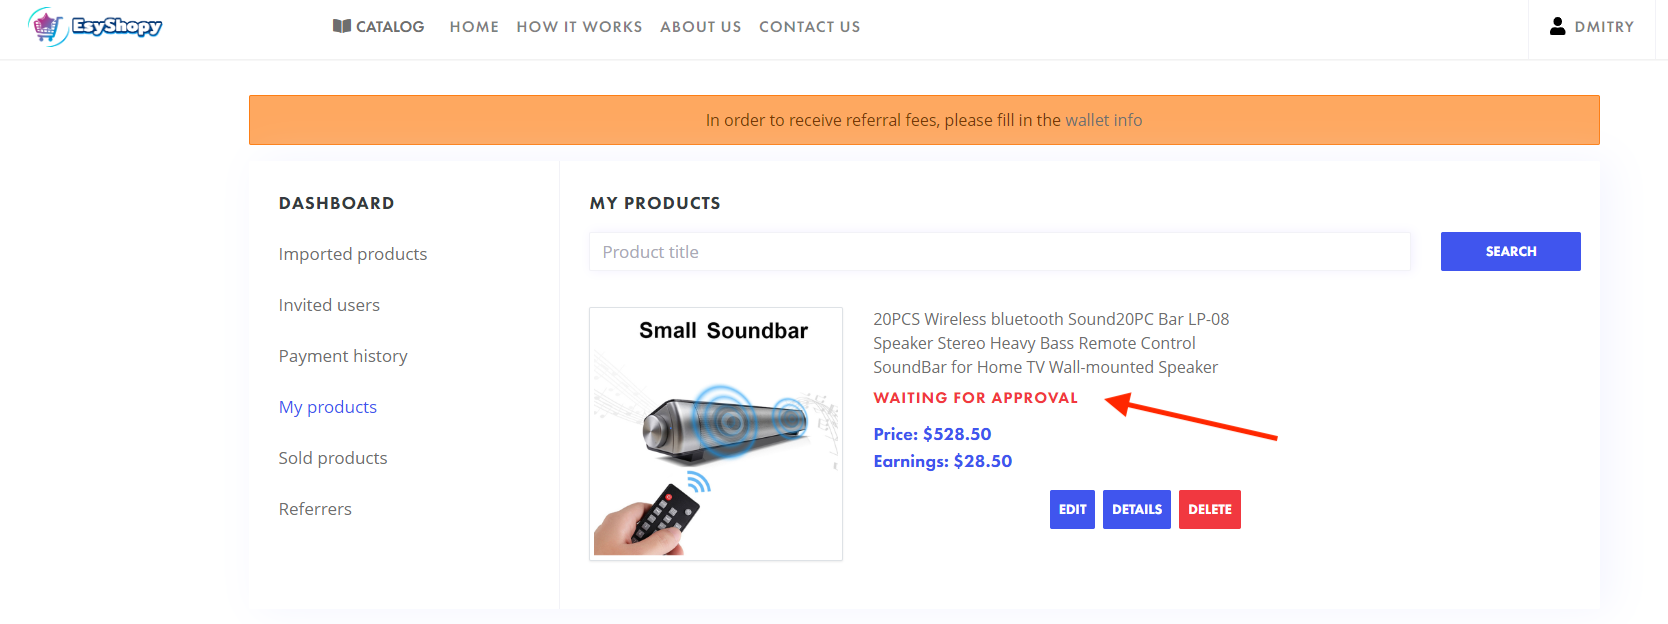 EsyShopy
CATALOG
HOME
HOW IT WORKS
ABOUT US
CONTACT US
DMITRY
In order to receive referral fees, please fill in the wallet info
DASHBOARD
Imported products
Invited users
Payment history
My products
Sold products
Referrers
MY PRODUCTS
Product title
SEARCH
Small Soundbar
20PCS Wireless bluetooth Sound20PC Bar LP-08
Speaker Stereo Heavy Bass Remote Control
SoundBar for Home TV Wall-mounted Speaker
WAITING FOR APPROVAL
Price: $528.50
Earnings: $28.50
EDIT
DETAILS
DELETE